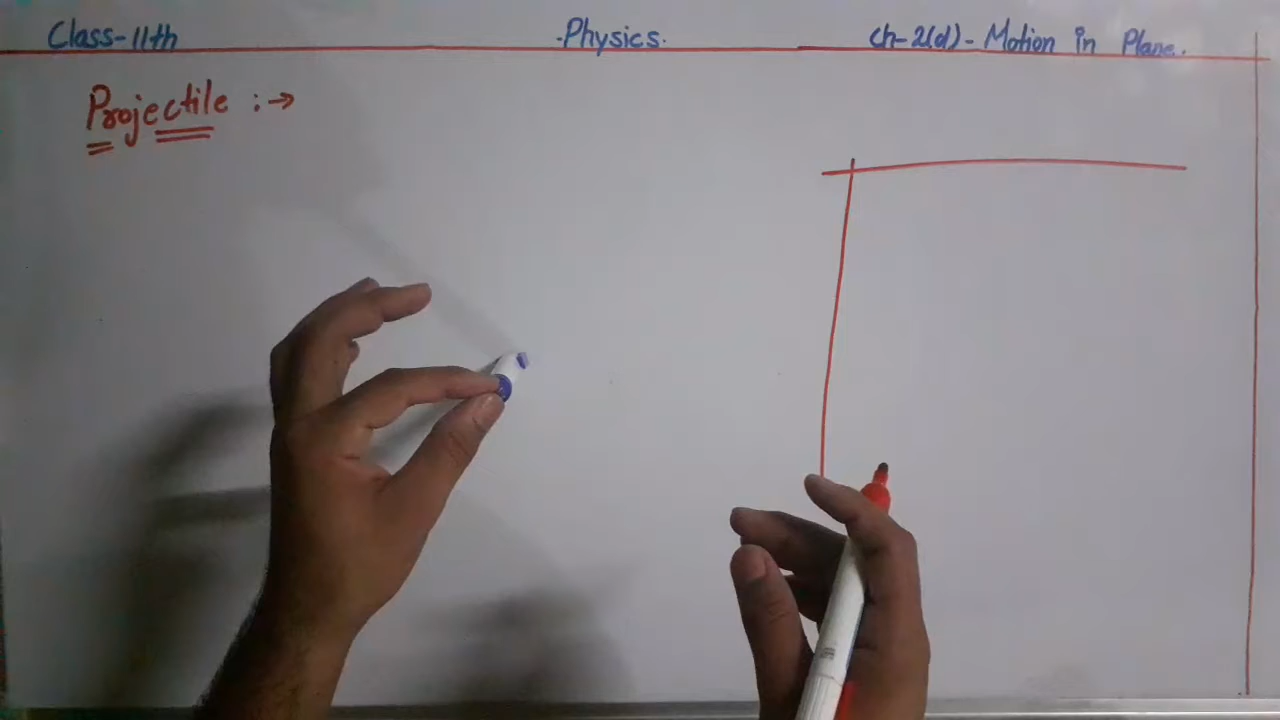 Class-11th .Physics. Ch-2(d)- Motion in Plane.
Projectile :→